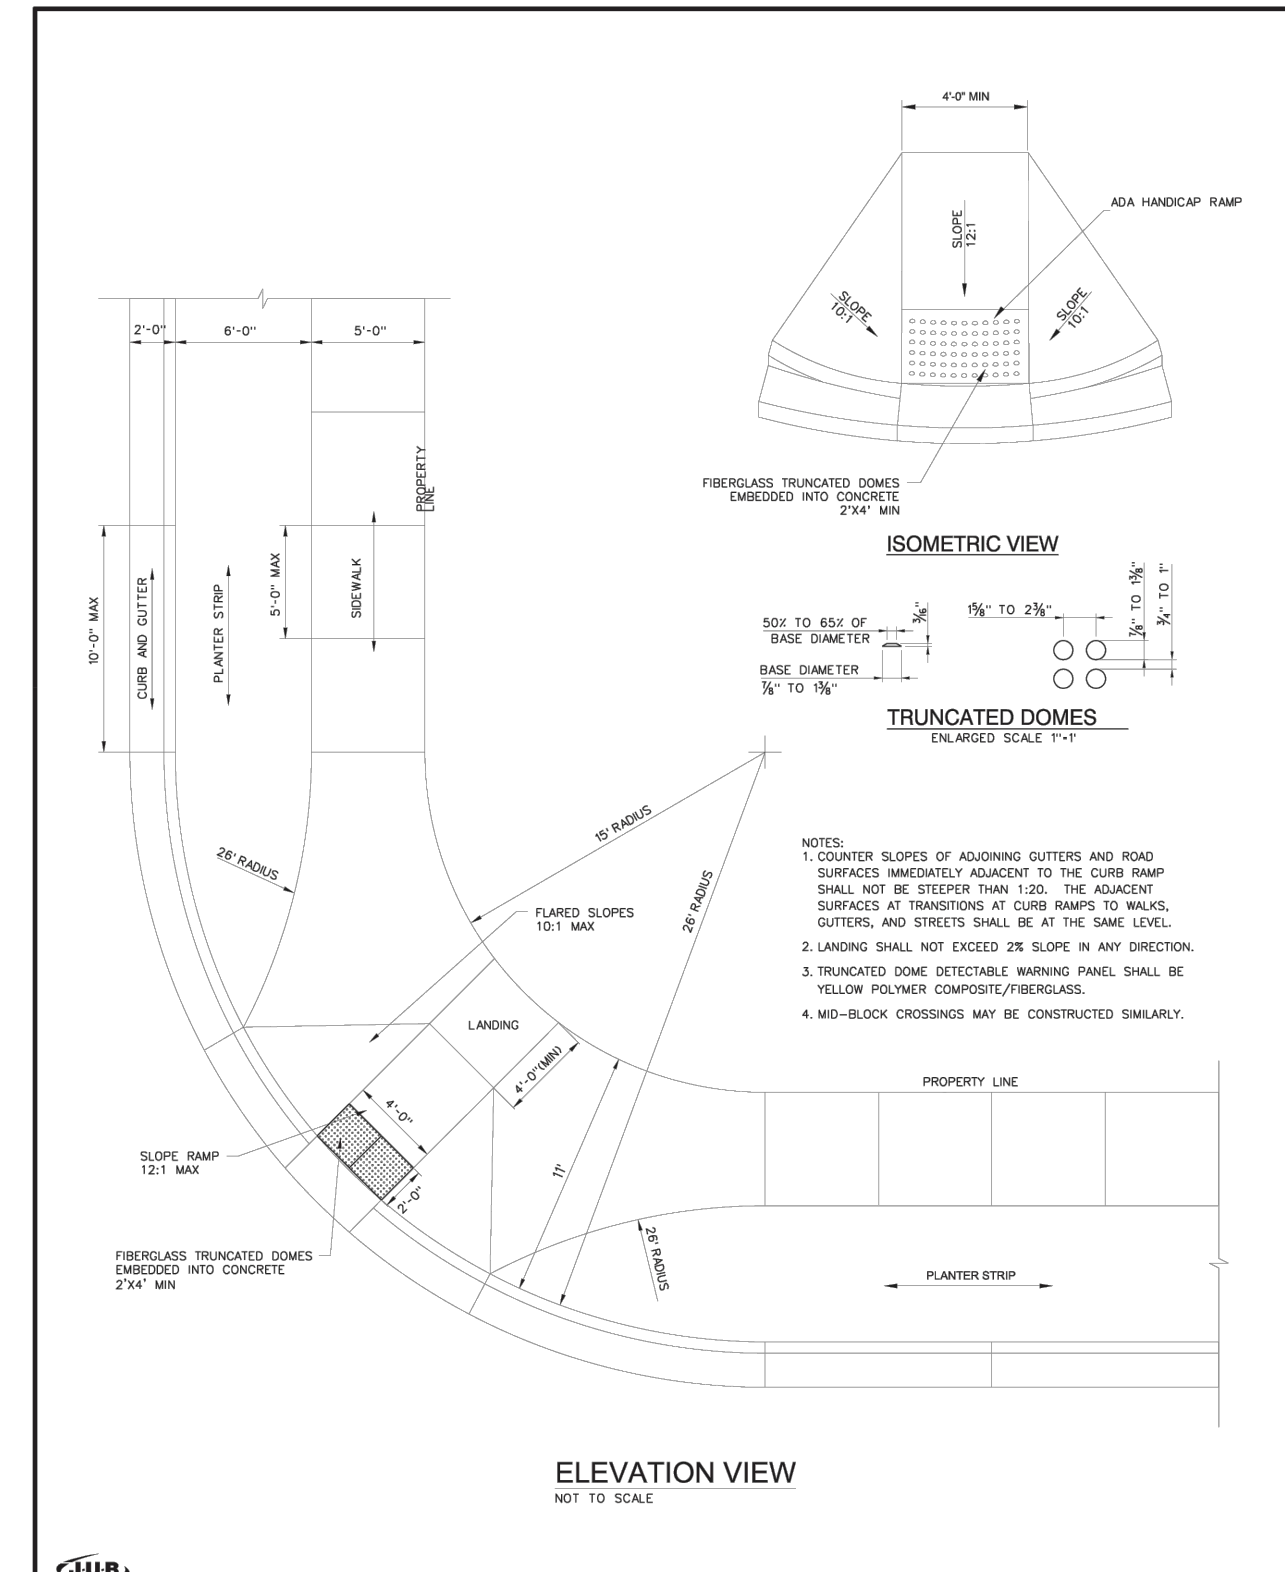 4'-0" MIN
ADA HANDICAP RAMP
SLOPE
12:1
SLOPE
10:1
SLOPE
10:1
FIBERGLASS TRUNCATED DOMES
EMBEDDED INTO CONCRETE
2'X4' MIN
ISOMETRIC VIEW
2'-0"
6'-0"
5'-0"
PROPERTY
LINE
10'-0" MAX
CURB AND GUTTER
PLANTER STRIP
5'-0" MAX
SIDEWALK
50% TO 65% OF
BASE DIAMETER
3/16"
BASE DIAMETER
7/8" TO 1 3/8"
1 5/8" TO 2 3/8"
7/8" TO 1 3/8"
3/4" TO 1"
TRUNCATED DOMES
ENLARGED SCALE 1"-1'
15' RADIUS
26' RADIUS
26' RADIUS
FLARED SLOPES
10:1 MAX
NOTES:
1. COUNTER SLOPES OF ADJOINING GUTTERS AND ROAD
SURFACES IMMEDIATELY ADJACENT TO THE CURB RAMP
SHALL NOT BE STEEPER THAN 1:20. THE ADJACENT
SURFACES AT TRANSITIONS AT CURB RAMPS TO WALKS,
GUTTERS, AND STREETS SHALL BE AT THE SAME LEVEL.
2. LANDING SHALL NOT EXCEED 2% SLOPE IN ANY DIRECTION.
3. TRUNCATED DOME DETECTABLE WARNING PANEL SHALL BE
YELLOW POLYMER COMPOSITE/FIBERGLASS.
4. MID-BLOCK CROSSINGS MAY BE CONSTRUCTED SIMILARLY.
LANDING
4'-0"(MIN)
4'-0"
SLOPE RAMP
12:1 MAX
2'-0"
11'
PROPERTY LINE
FIBERGLASS TRUNCATED DOMES
EMBEDDED INTO CONCRETE
2'X4' MIN
26' RADIUS
PLANTER STRIP
ELEVATION VIEW
NOT TO SCALE
J-U-B